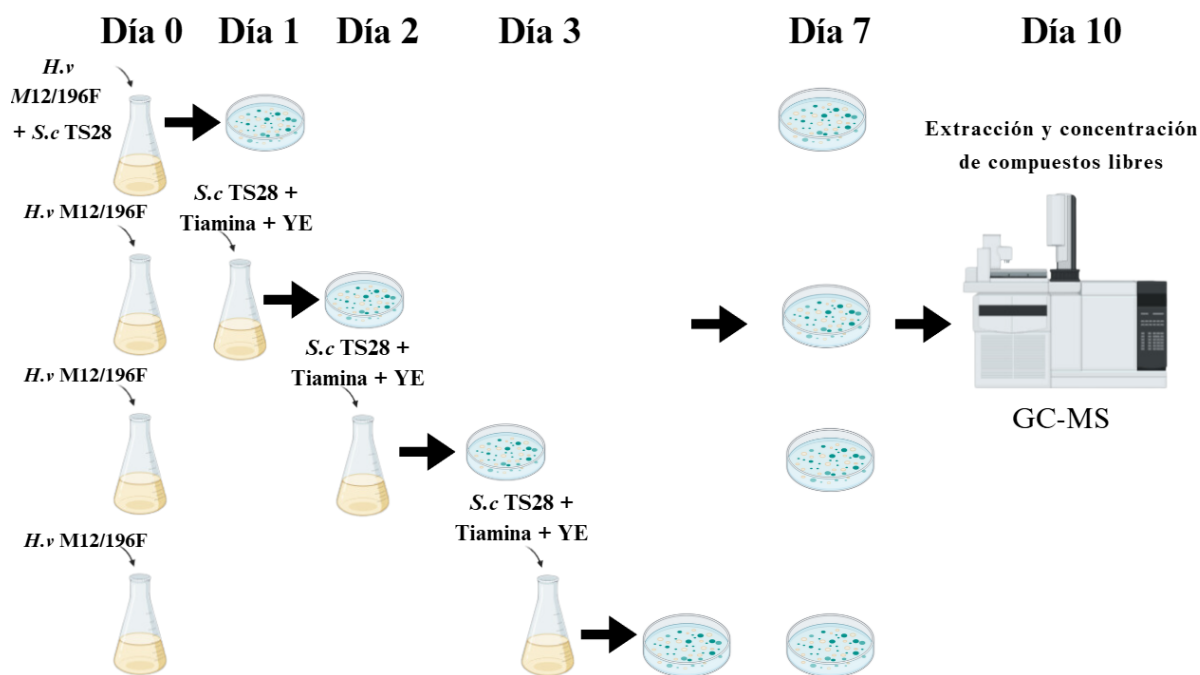 Día 0 Día 1 Día 2 Día 3 Día 7 Día 10
H.v
M12/196F
+ S.c TS28
Extracción y concentración
de compuestos libres
H.v M12/196F
S.c TS28 +
Tiamina + YE
H.v M12/196F
S.c TS28 +
Tiamina + YE
GC-MS
H.v M12/196F
S.c TS28 +
Tiamina + YE